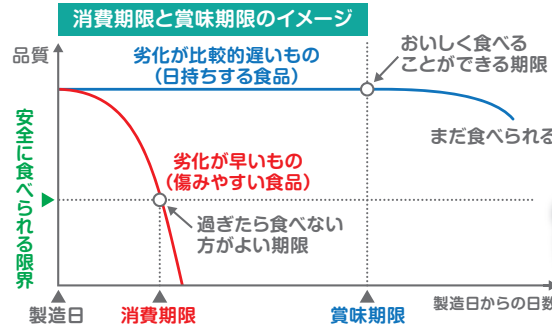 消費期限と賞味期限のイメージ
品質
劣化が比較的遅いもの
（日持ちする食品）
おいしく食べる
ことができる期限
まだ食べられる
安全に食べられる限界
劣化が早いもの
（傷みやすい食品）
過ぎたら食べない
方がよい期限
製造日
消費期限
賞味期限
製造日からの日数